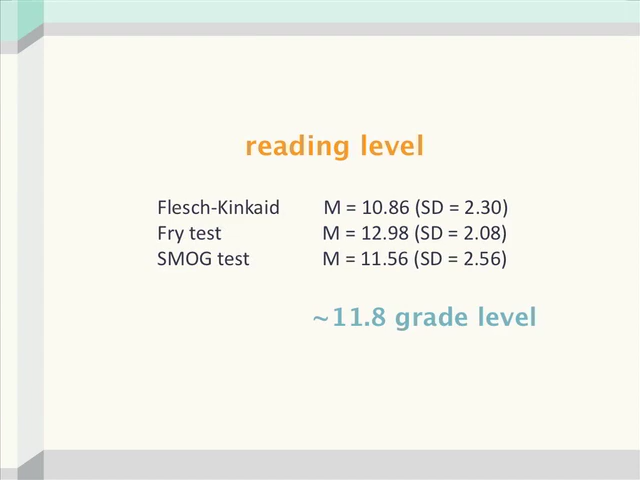 reading level
Flesch-Kinkaid M = 10.86 (SD = 2.30)
Fry test M = 12.98 (SD = 2.08)
SMOG test M = 11.56 (SD = 2.56)
~11.8 grade level